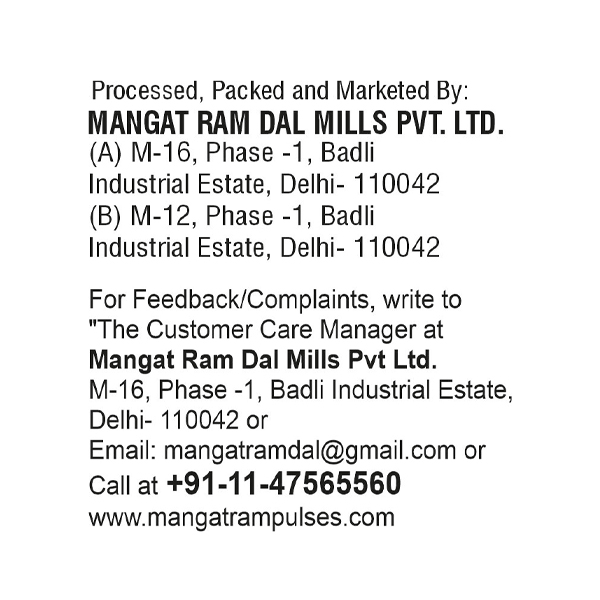 Processed, Packed and Marketed By:
MANGAT RAM DAL MILLS PVT. LTD.
(A) M-16, Phase -1, Badli
Industrial Estate, Delhi- 110042
(B) M-12, Phase -1, Badli
Industrial Estate, Delhi- 110042
For Feedback/Complaints, write to
"The Customer Care Manager at
Mangat Ram Dal Mills Pvt Ltd.
M-16, Phase -1, Badli Industrial Estate,
Delhi- 110042 or
Email: mangatramdal@gmail.com or
Call at +91-11-47565560
www.mangatrampulses.com